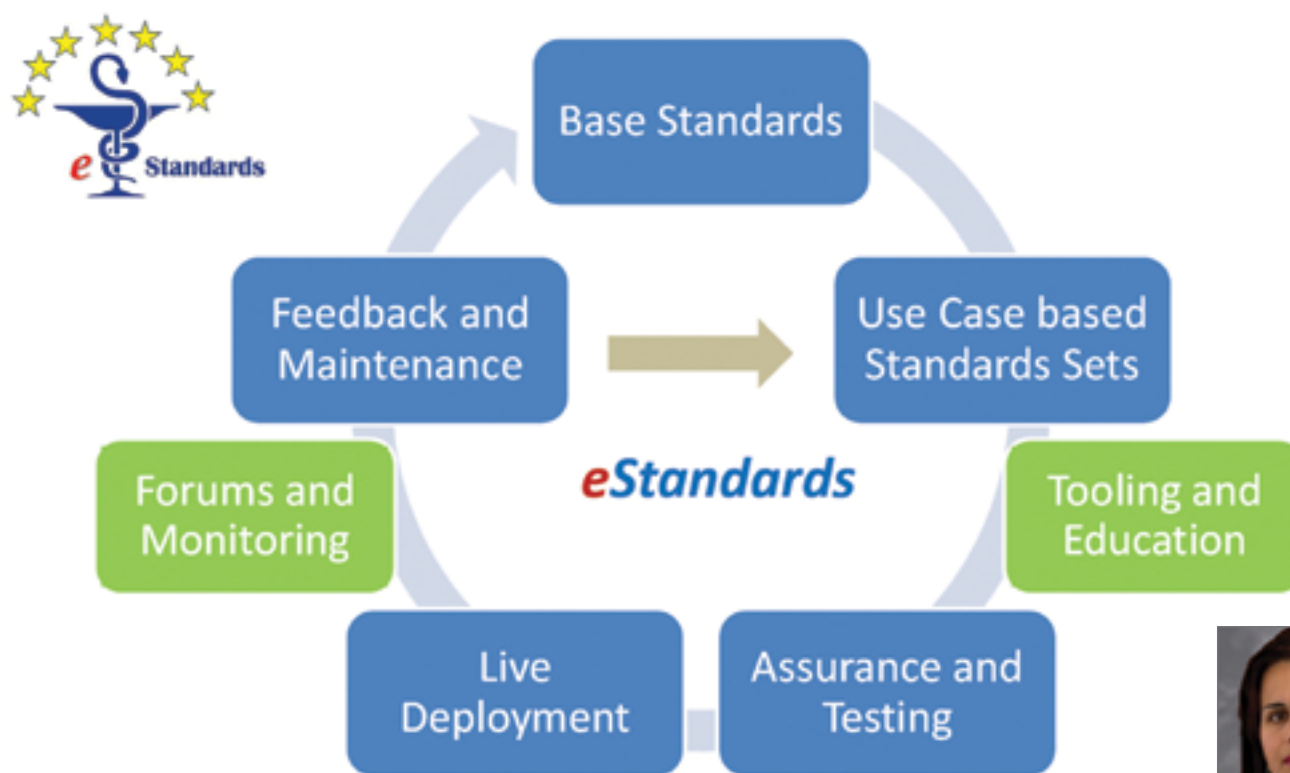 e Standards
Base Standards
Feedback and
Maintenance
Use Case based
Standards Sets
eStandards
Forums and
Monitoring
Tooling and
Education
Live
Deployment
Assurance and
Testing